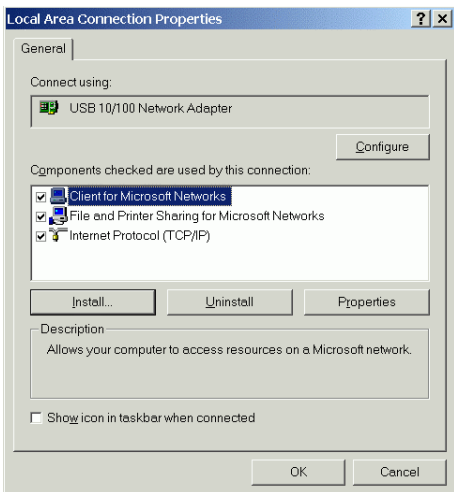 Local Area Connection Properties
General
Connect using:
USB 10/100 Network Adapter
Configure
Components checked are used by this connection:
Client for Microsoft Networks
File and Printer Sharing for Microsoft Networks
Internet Protocol (TCP/IP)
Install...
Uninstall
Properties
Description
Allows your computer to access resources on a Microsoft network.
Show icon in taskbar when connected
OK
Cancel